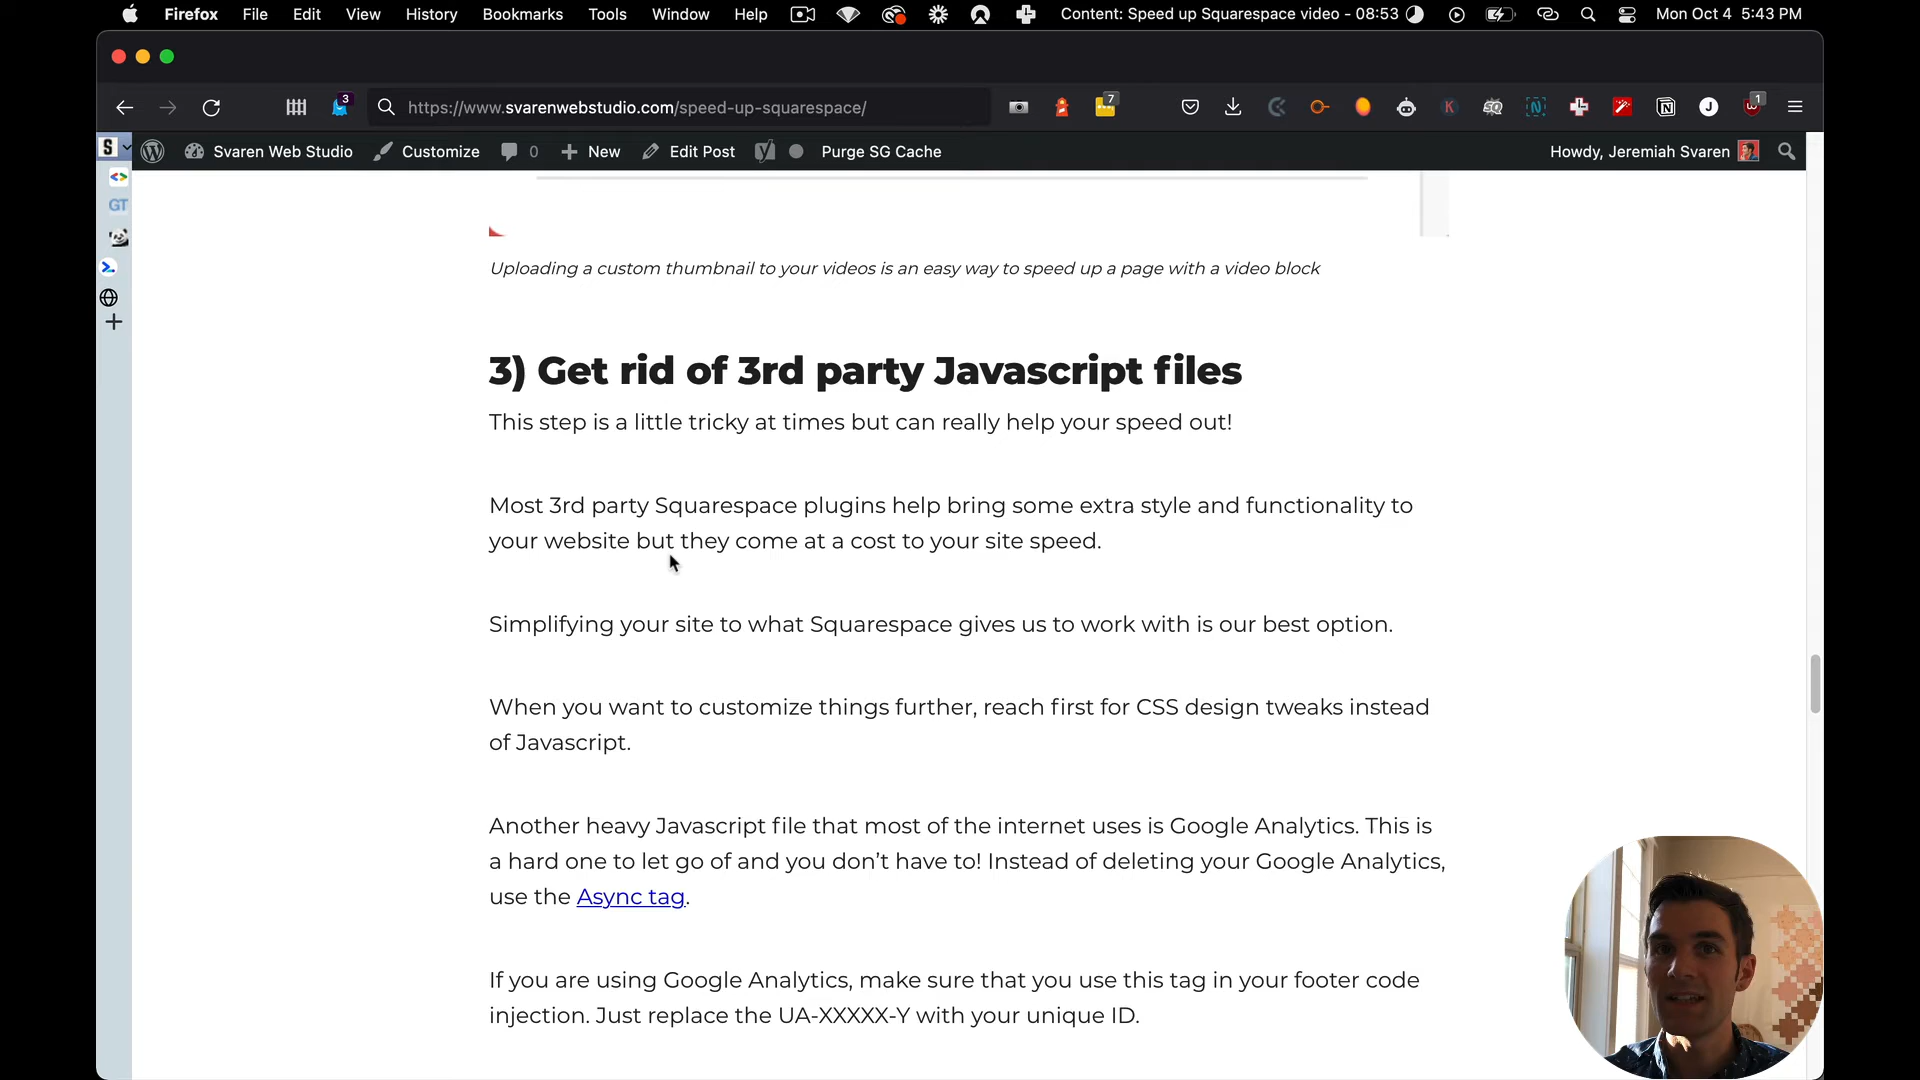 Firefox File Edit View History Bookmarks Tools Window Help Content: Speed up Squarespace video - 08:53 Mon Oct 4 5:43 PM
3 https://www.svarenwebstudio.com/speed-up-squarespace/ 7 K SQ N J 1
S Svaren Web Studio Customize 0 New Edit Post Purge SG Cache Howdy, Jeremiah Svaren
GT
Uploading a custom thumbnail to your videos is an easy way to speed up a page with a video block
3) Get rid of 3rd party Javascript files
This step is a little tricky at times but can really help your speed out!
Most 3rd party Squarespace plugins help bring some extra style and functionality to
your website but they come at a cost to your site speed.
Simplifying your site to what Squarespace gives us to work with is our best option.
When you want to customize things further, reach first for CSS design tweaks instead
of Javascript.
Another heavy Javascript file that most of the internet uses is Google Analytics. This is
a hard one to let go of and you don’t have to! Instead of deleting your Google Analytics,
use the Async tag.
If you are using Google Analytics, make sure that you use this tag in your footer code
injection. Just replace the UA-XXXXX-Y with your unique ID.